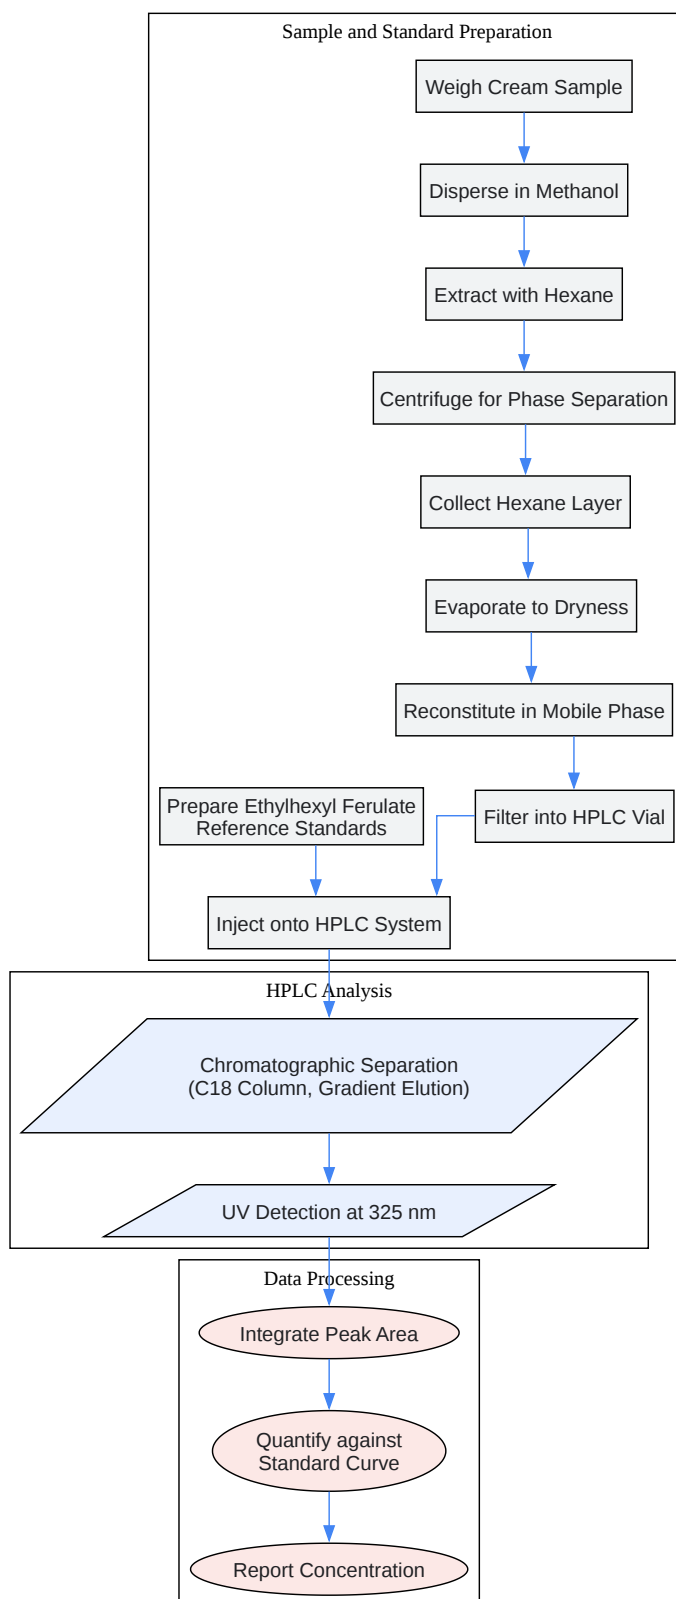 Sample and Standard Preparation
Weigh Cream Sample
Disperse in Methanol
Extract with Hexane
Centrifuge for Phase Separation
Collect Hexane Layer
Evaporate to Dryness
Reconstitute in Mobile Phase
Prepare Ethylhexyl Ferulate
Reference Standards
Filter into HPLC Vial
Inject onto HPLC System
HPLC Analysis
Chromatographic Separation
(C18 Column, Gradient Elution)
UV Detection at 325 nm
Data Processing
Integrate Peak Area
Quantify against
Standard Curve
Report Concentration